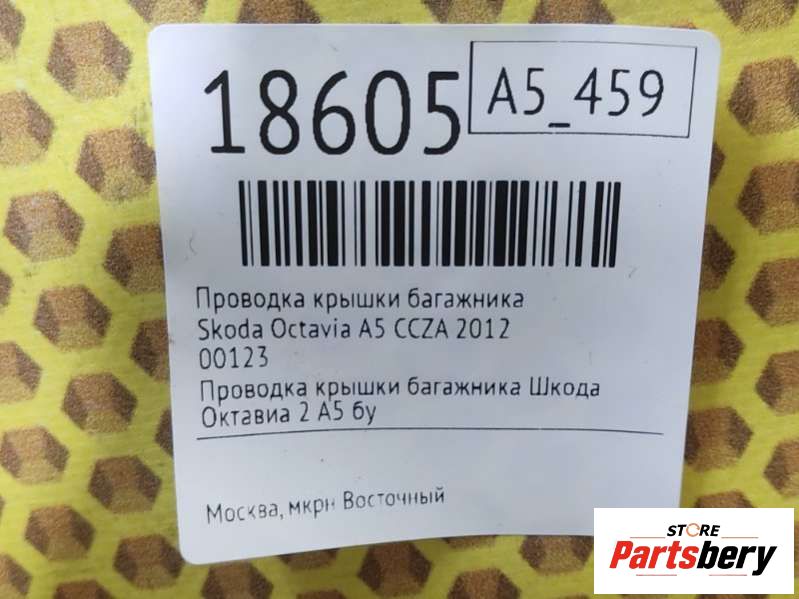 18605
A5_459
Проводка крышки багажника
Skoda Octavia A5 CCZA 2012
00123
Проводка крышки багажника Шкода
Октавиа 2 А5 бу
Москва, мкрн Восточный
STORE
Partsbery